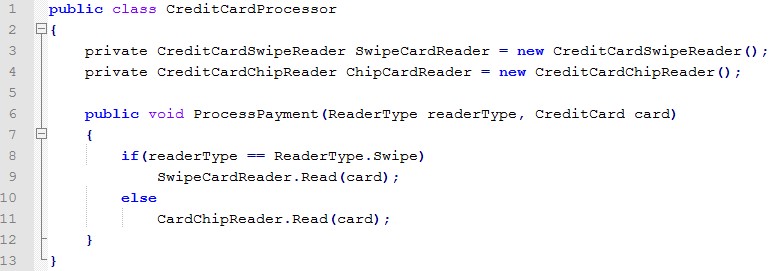 1 public class CreditCardProcessor
2 {
3 private CreditCardSwipeReader SwipeCardReader = new CreditCardSwipeReader();
4 private CreditCardChipReader ChipCardReader = new CreditCardChipReader();
5
6 public void ProcessPayment(ReaderType readerType, CreditCard card)
7 {
8 if(readerType == ReaderType.Swipe)
9 SwipeCardReader.Read(card);
10 else
11 CardChipReader.Read(card);
12 }
13 }